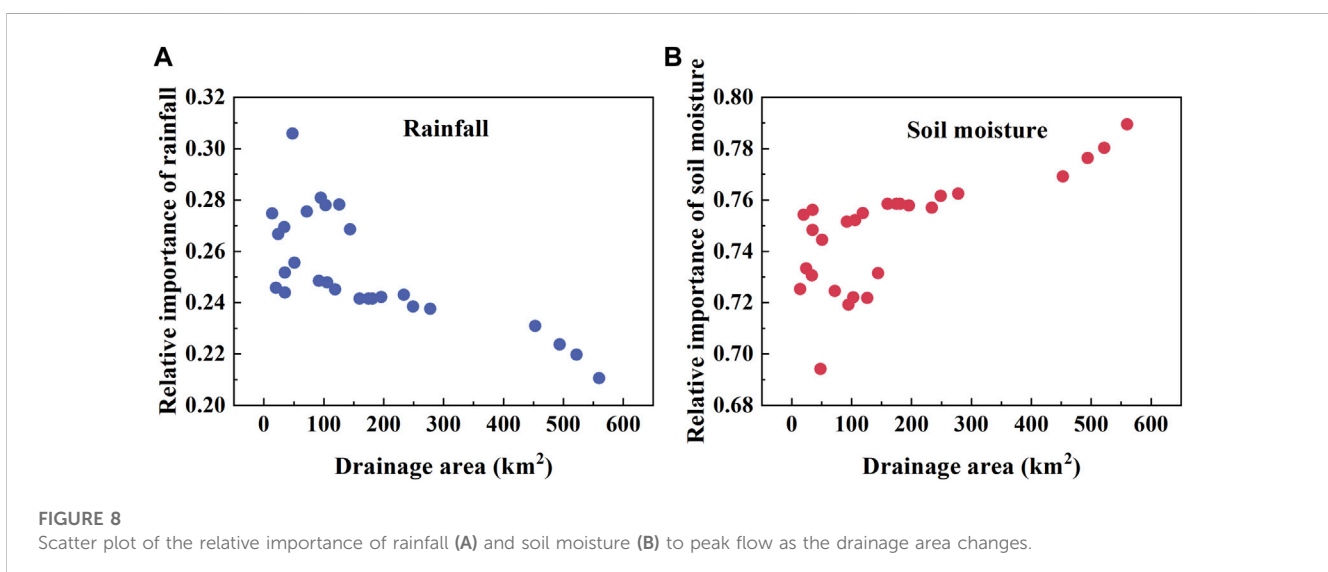 A
Relative importance of rainfall
0.32
0.30
0.28
0.26
0.24
0.22
0.20
Rainfall
0 100 200 300 400 500 600
Drainage area (km²)
B
Relative importance of soil moisture
0.80
0.78
0.76
0.74
0.72
0.70
0.68
Soil moisture
0 100 200 300 400 500 600
Drainage area (km²)
FIGURE 8
Scatter plot of the relative importance of rainfall (A) and soil moisture (B) to peak flow as the drainage area changes.